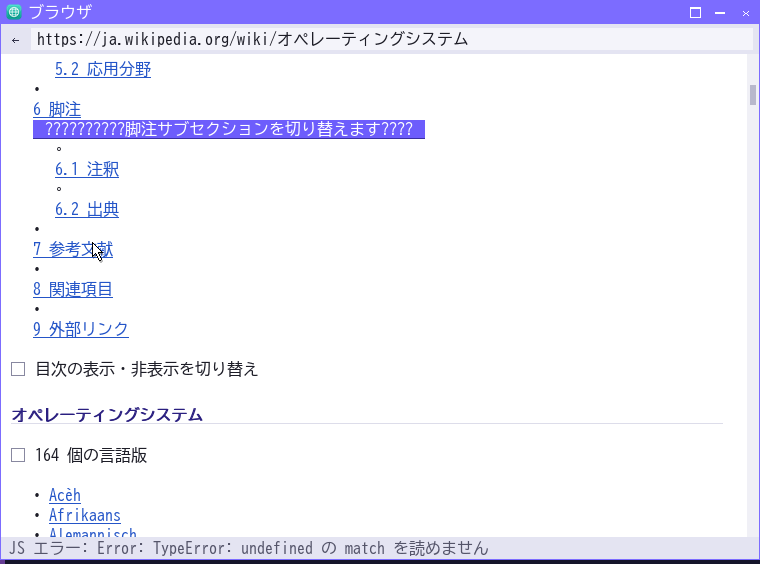 ブラウザ
https://ja.wikipedia.org/wiki/オペレーティングシステム
5.2 応用分野
6 脚注
??????????脚注サブセクションを切り替えます????
6.1 注釈
6.2 出典
7 参考文献
8 関連項目
9 外部リンク
目次の表示・非表示を切り替え
オペレーティングシステム
164 個の言語版
Acèh
Afrikaans
Alemannisch
JS エラー: Error: TypeError: undefined の match を読めません